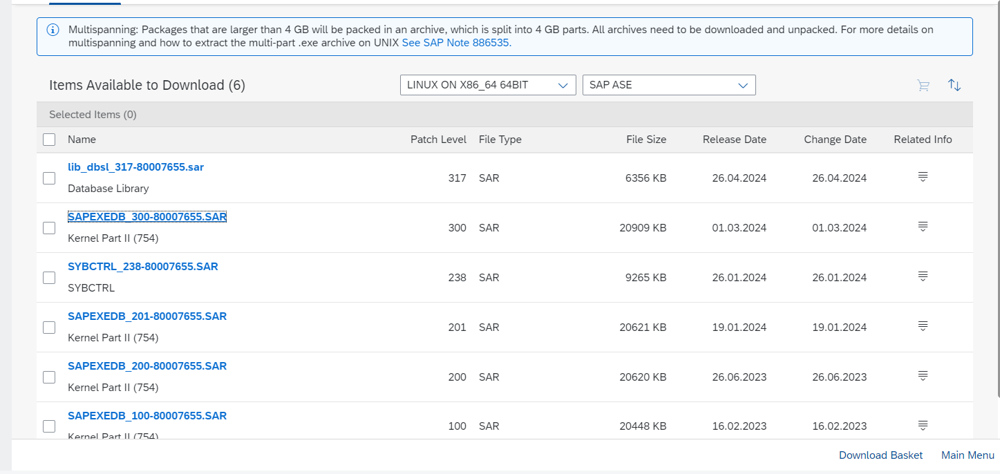 Multispanning: Packages that are larger than 4 GB will be packed in an archive, which is split into 4 GB parts. All archives need to be downloaded and unpacked. For more details on
multispanning and how to extract the multi-part .exe archive on UNIX See SAP Note 886535.
Items Available to Download (6) LINUX ON X86_64 64BIT SAP ASE
Selected Items (0)
Name Patch Level File Type File Size Release Date Change Date Related Info
lib_dbsl_317-80007655.sar
Database Library
317 SAR 6356 KB 26.04.2024 26.04.2024
SAPEXEDB_300-80007655.SAR
Kernel Part II (754)
300 SAR 20909 KB 01.03.2024 01.03.2024
SYBCTRL_238-80007655.SAR
SYBCTRL
238 SAR 9265 KB 26.01.2024 26.01.2024
SAPEXEDB_201-80007655.SAR
Kernel Part II (754)
201 SAR 20621 KB 19.01.2024 19.01.2024
SAPEXEDB_200-80007655.SAR
Kernel Part II (754)
200 SAR 20620 KB 26.06.2023 26.06.2023
SAPEXEDB_100-80007655.SAR
Kernel Part II (754)
100 SAR 20448 KB 16.02.2023 16.02.2023
Download Basket Main Menu